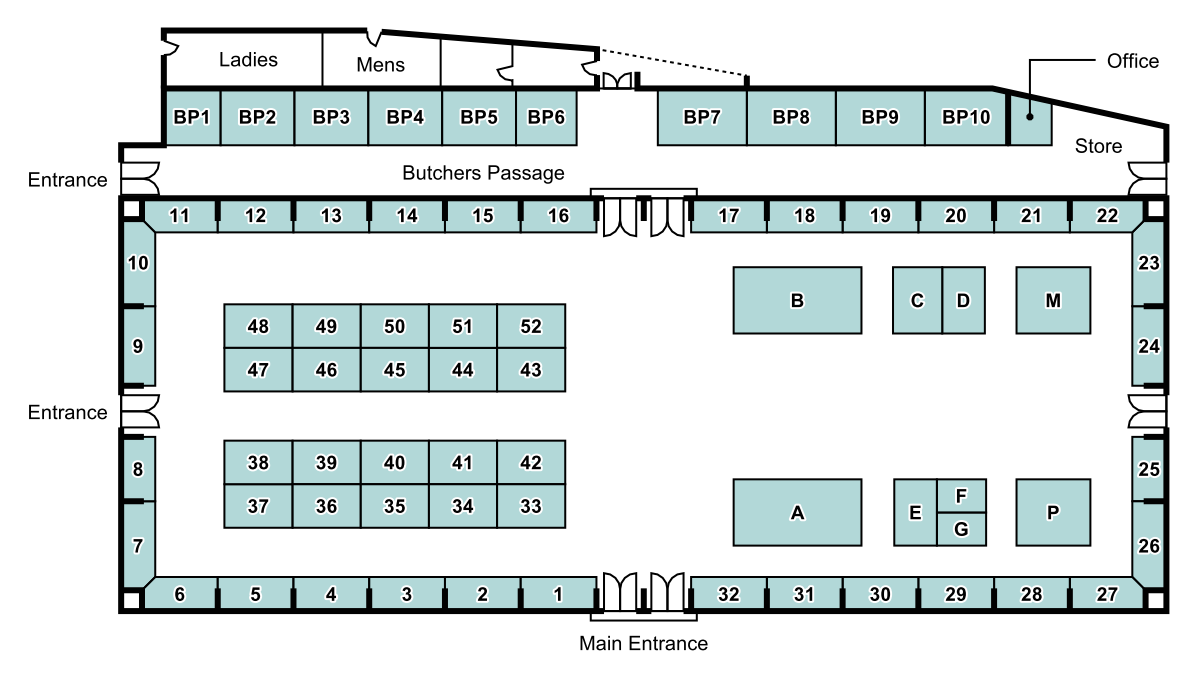 Ladies
Mens
Office
BP1 BP2 BP3 BP4 BP5 BP6 BP7 BP8 BP9 BP10
Store
Butchers Passage
Entrance
11 12 13 14 15 16 17 18 19 20 21 22
10 23
B C D M
48 49 50 51 52
9 24
47 46 45 44 43
Entrance
38 39 40 41 42
8 25
37 36 35 34 33
A E F G P
7 26
6 5 4 3 2 1 32 31 30 29 28 27
Main Entrance